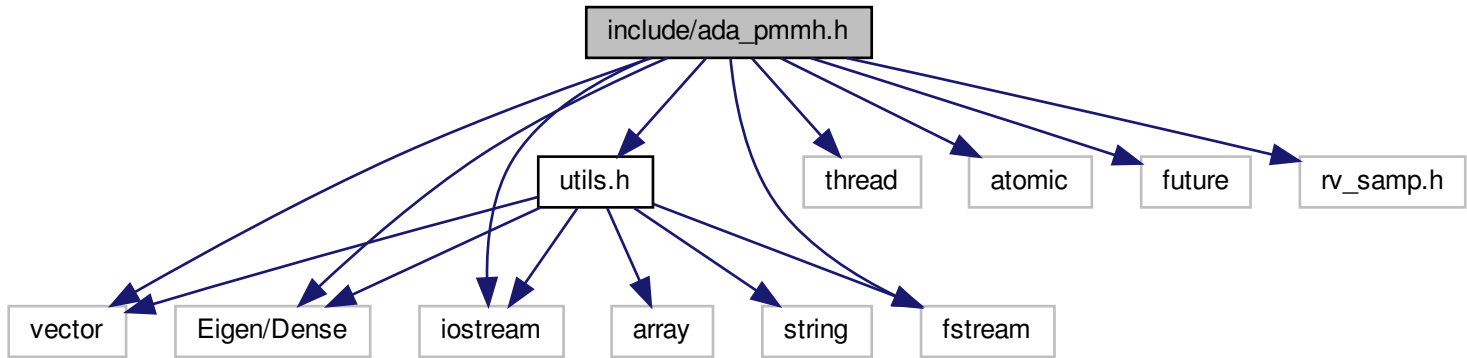 include/ada_pmmh.h
utils.h
thread
atomic
future
rv_samp.h
vector
Eigen/Dense
iostream
array
string
fstream